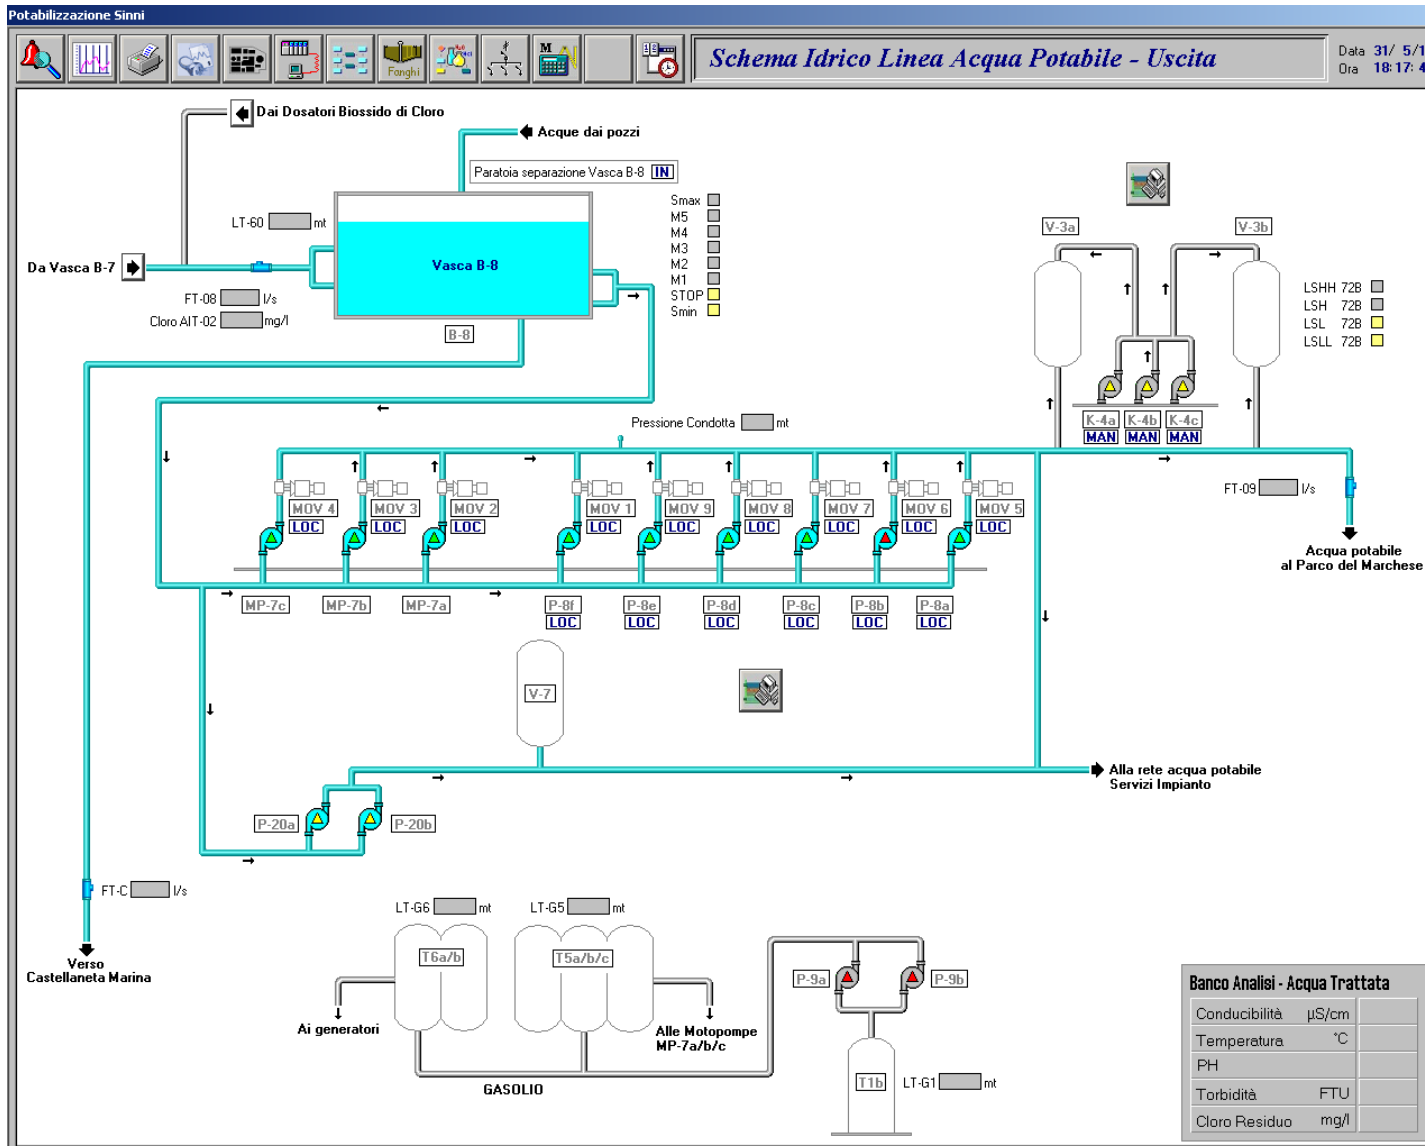 Potabilizzazione Sinni
Fanghi
M
Schema Idrico Linea Acqua Potabile - Uscita
Data 31/ 5/1
Ora 18:17: 4
Dai Dosatori Biossido di Cloro
Acque dai pozzi
Paratoia separazione Vasca B-8 IN
LT-60 mt
Smax
M5
M4
M3
M2
M1
STOP
Smin
Da Vasca B-7
Vasca B-8
FT-08 l/s
Cloro AIT-02 mg/l
B-8
V-3a
V-3b
LSHH 72B
LSH 72B
LSL 72B
LSLL 72B
K-4a K-4b K-4c
MAN MAN MAN
Pressione Condotta mt
FT-09 l/s
MOV 4 MOV 3 MOV 2 MOV 1 MOV 9 MOV 8 MOV 7 MOV 6 MOV 5
LOC LOC LOC LOC LOC LOC LOC LOC LOC
Acqua potabile
al Parco del Marchese
MP-7c MP-7b MP-7a P-8f P-8e P-8d P-8c P-8b P-8a
LOC LOC LOC LOC LOC LOC
V-7
Alla rete acqua potabile
Servizi Impianto
P-20a P-20b
FT-C l/s
Verso
Castellaneta Marina
LT-G6 mt
LT-G5 mt
T6a/b
T5a/b/c
P-9a P-9b
Ai generatori
Alle Motopompe
MP-7a/b/c
GASOLIO
T1b
LT-G1 mt
Banco Analisi - Acqua Trattata
Conducibilità µS/cm
Temperatura °C
PH
Torbidità FTU
Cloro Residuo mg/l